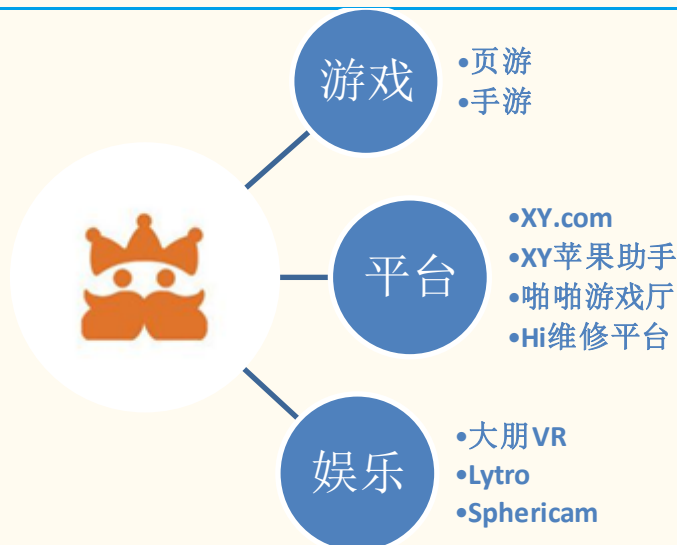 游戏
•页游
•手游
平台
•XY.com
•XY苹果助手
•啪啪游戏厅
•Hi维修平台
娱乐
•大朋VR
•Lytro
•Sphericam